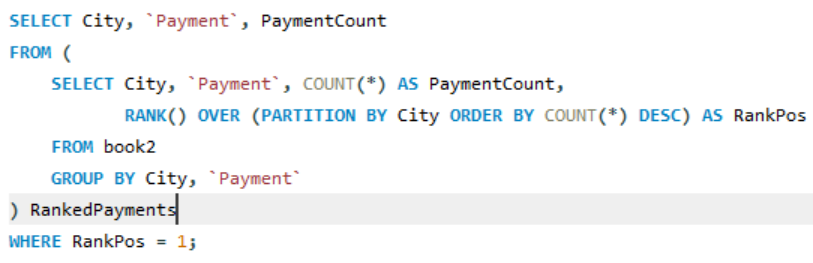 SELECT City, `Payment`, PaymentCount
FROM (
    SELECT City, `Payment`, COUNT(*) AS PaymentCount,
           RANK() OVER (PARTITION BY City ORDER BY COUNT(*) DESC) AS RankPos
    FROM book2
    GROUP BY City, `Payment`
) RankedPayments
WHERE RankPos = 1;